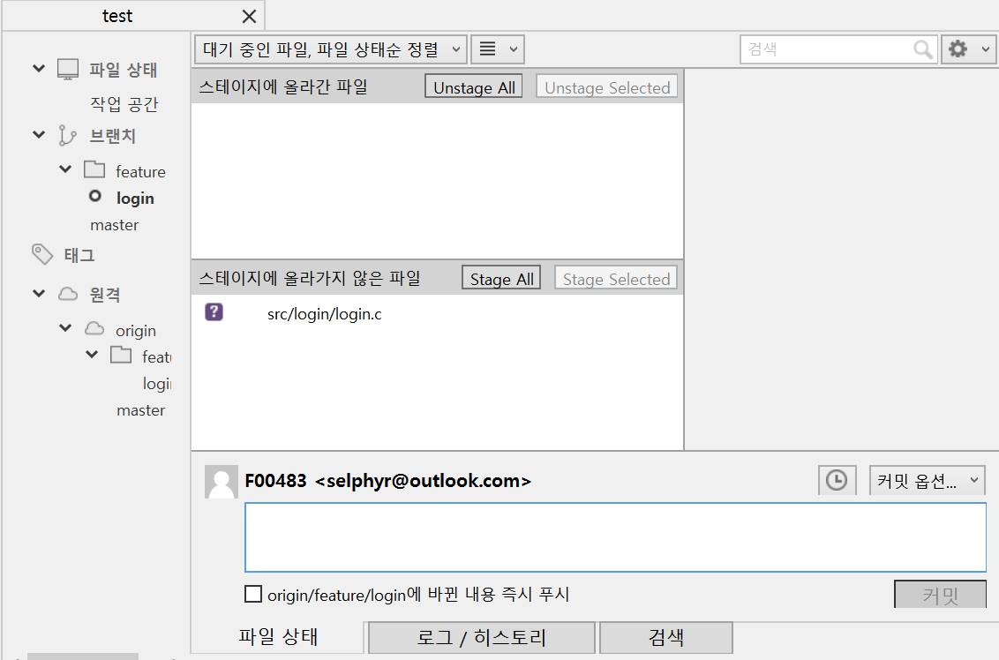 test
대기 중인 파일, 파일 상태순 정렬
검색
파일 상태
작업 공간
브랜치
feature
login
master
태그
원격
origin
feat
logi
master
스테이지에 올라간 파일 Unstage All Unstage Selected
스테이지에 올라가지 않은 파일 Stage All Stage Selected
? src/login/login.c
F00483 <selphyr@outlook.com>
커밋 옵션...
origin/feature/login에 바뀐 내용 즉시 푸시
커밋
파일 상태 로그 / 히스토리 검색